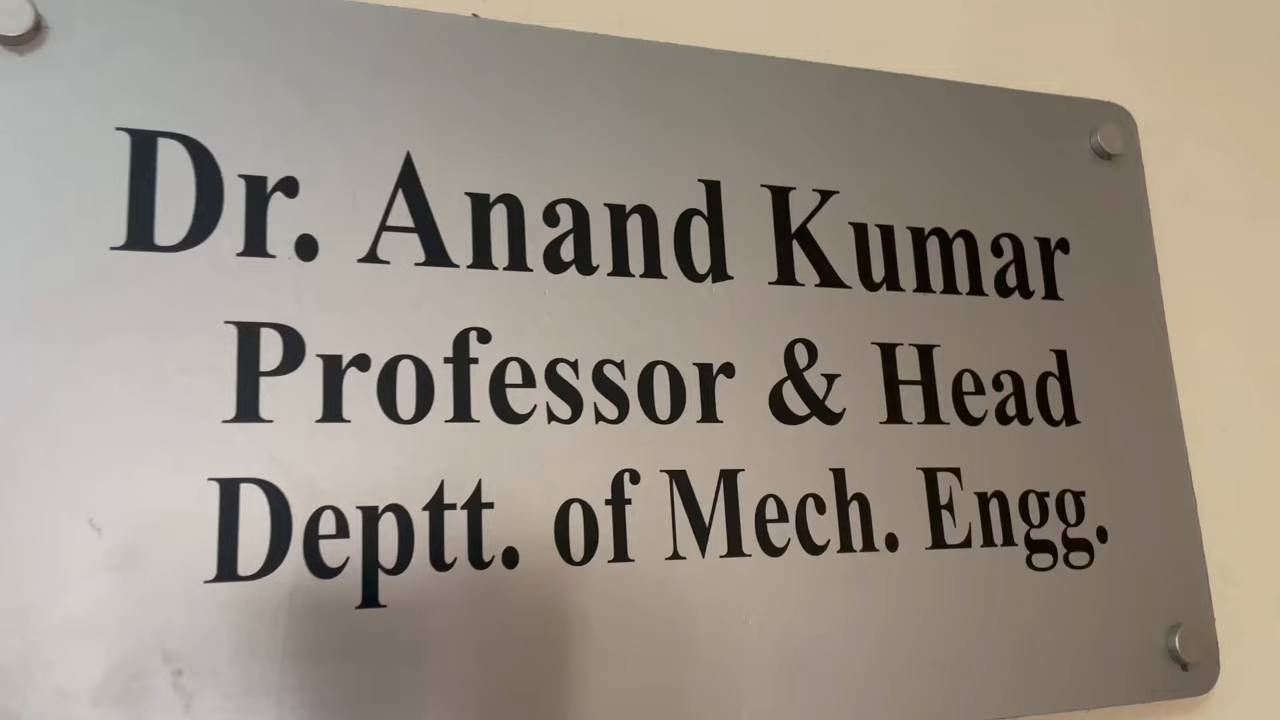 Dr. Anand Kumar
Professor & Head
Deptt. of Mech. Engg.